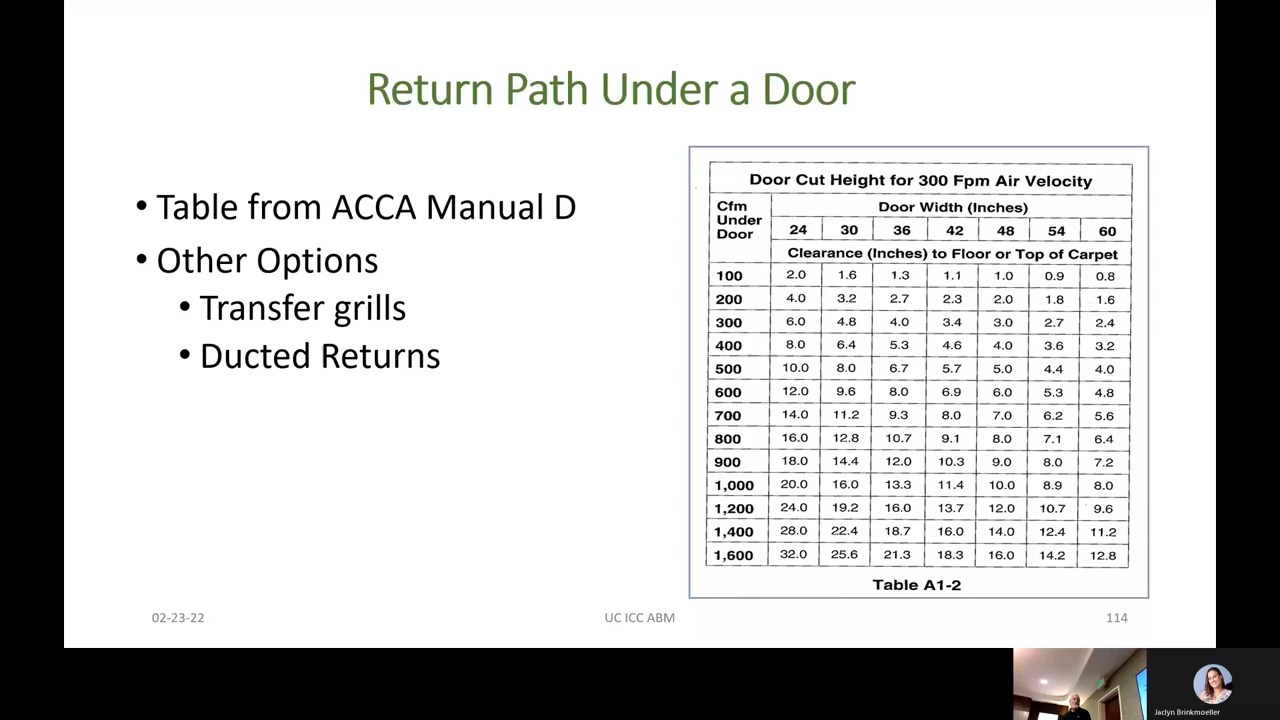 Return Path Under a Door
• Table from ACCA Manual D
• Other Options
• Transfer grills
• Ducted Returns
Door Cut Height for 300 Fpm Air Velocity
Cfm Under Door
Door Width (Inches)
24 30 36 42 48 54 60
Clearance (Inches) to Floor or Top of Carpet
100 2.0 1.6 1.3 1.1 1.0 0.9 0.8
200 4.0 3.2 2.7 2.3 2.0 1.8 1.6
300 6.0 4.8 4.0 3.4 3.0 2.7 2.4
400 8.0 6.4 5.3 4.6 4.0 3.6 3.2
500 10.0 8.0 6.7 5.7 5.0 4.4 4.0
600 12.0 9.6 8.0 6.9 6.0 5.3 4.8
700 14.0 11.2 9.3 8.0 7.0 6.2 5.6
800 16.0 12.8 10.7 9.1 8.0 7.1 6.4
900 18.0 14.4 12.0 10.3 9.0 8.0 7.2
1,000 20.0 16.0 13.3 11.4 10.0 8.9 8.0
1,200 24.0 19.2 16.0 13.7 12.0 10.7 9.6
1,400 28.0 22.4 18.7 16.0 14.0 12.4 11.2
1,600 32.0 25.6 21.3 18.3 16.0 14.2 12.8
Table A1-2
02-23-22
UC ICC ABM
114
Jaclyn Brinkmoeller